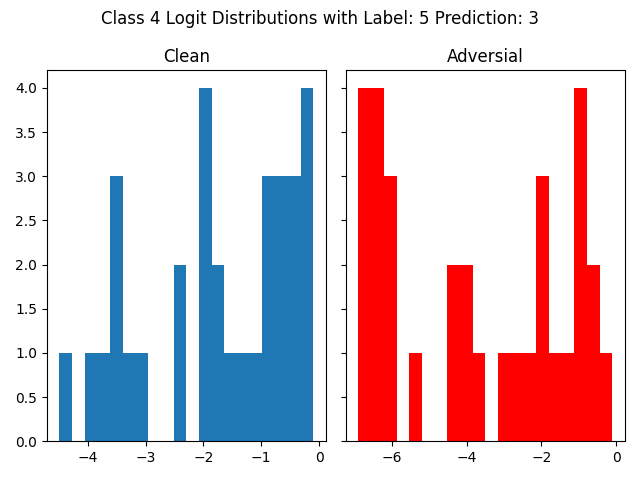 Class 4 Logit Distributions with Label: 5 Prediction: 3
Clean
Adversial
4.0
3.5
3.0
2.5
2.0
1.5
1.0
0.5
0.0
−4 −3 −2 −1 0
−6 −4 −2 0